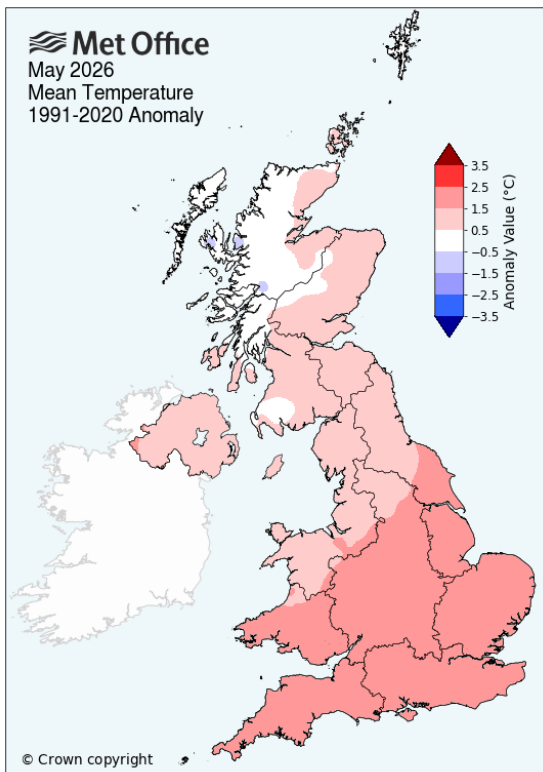 Met Office
May 2026
Mean Temperature
1991-2020 Anomaly
3.5
2.5
1.5
0.5
−0.5
−1.5
−2.5
−3.5
Anomaly Value (°C)
© Crown copyright